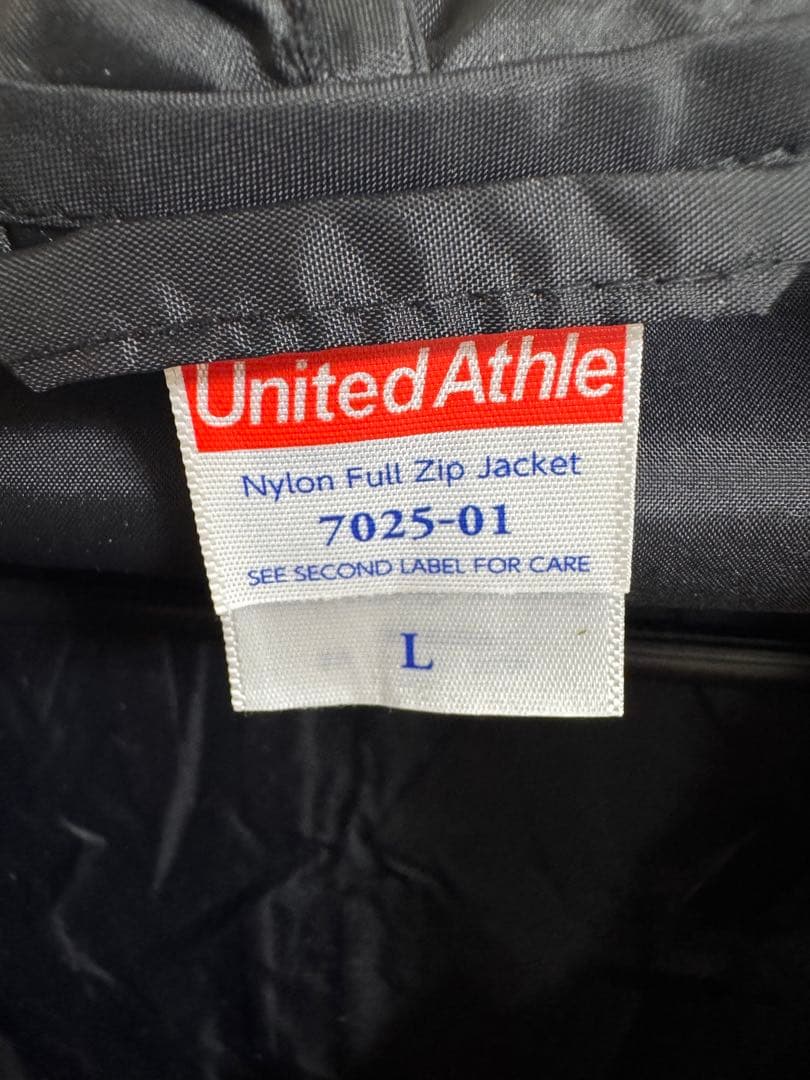 United Athle
Nylon Full Zip Jacket
7025-01
SEE SECOND LABEL FOR CARE
L